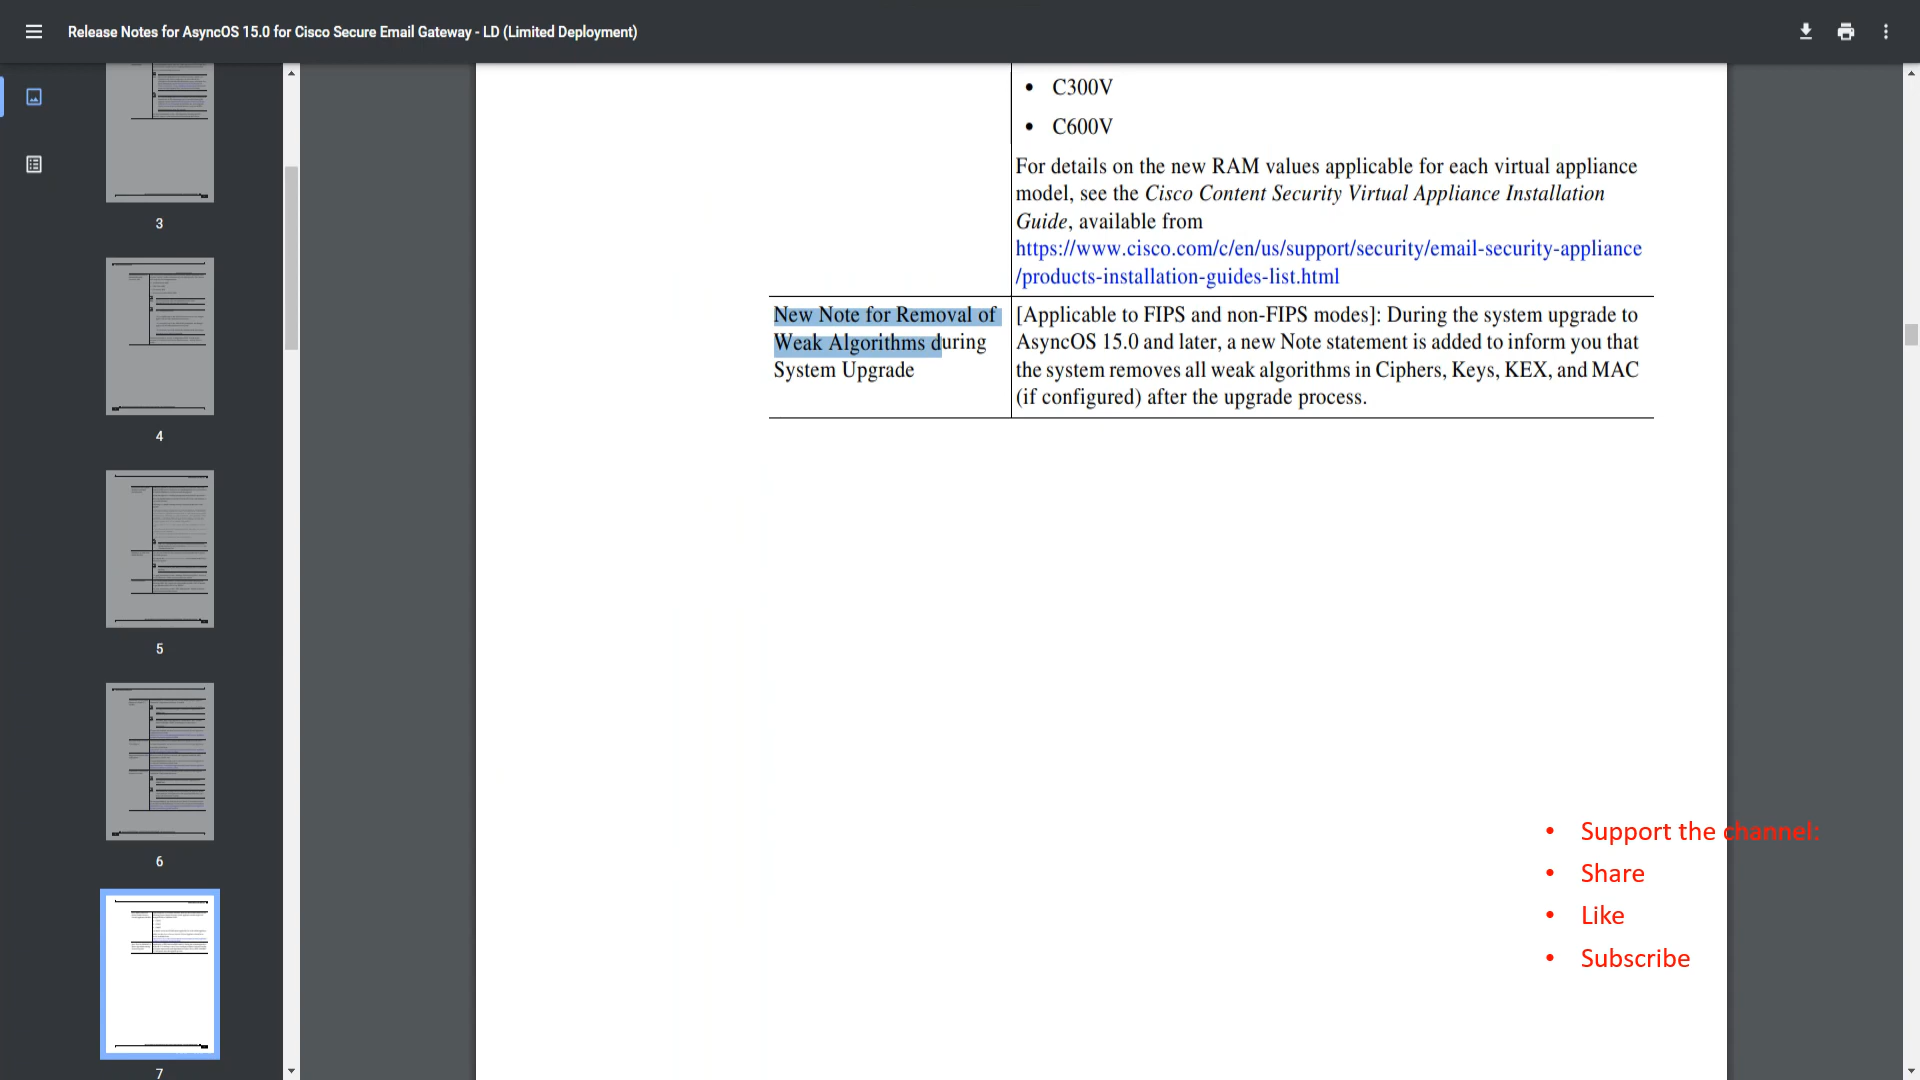 Release Notes for AsyncOS 15.0 for Cisco Secure Email Gateway - LD (Limited Deployment)
3
4
5
6
7
• C300V
• C600V
For details on the new RAM values applicable for each virtual appliance
model, see the Cisco Content Security Virtual Appliance Installation
Guide, available from
https://www.cisco.com/c/en/us/support/security/email-security-appliance
/products-installation-guides-list.html
New Note for Removal of
Weak Algorithms during
System Upgrade
[Applicable to FIPS and non-FIPS modes]: During the system upgrade to
AsyncOS 15.0 and later, a new Note statement is added to inform you that
the system removes all weak algorithms in Ciphers, Keys, KEX, and MAC
(if configured) after the upgrade process.
• Support the channel:
• Share
• Like
• Subscribe